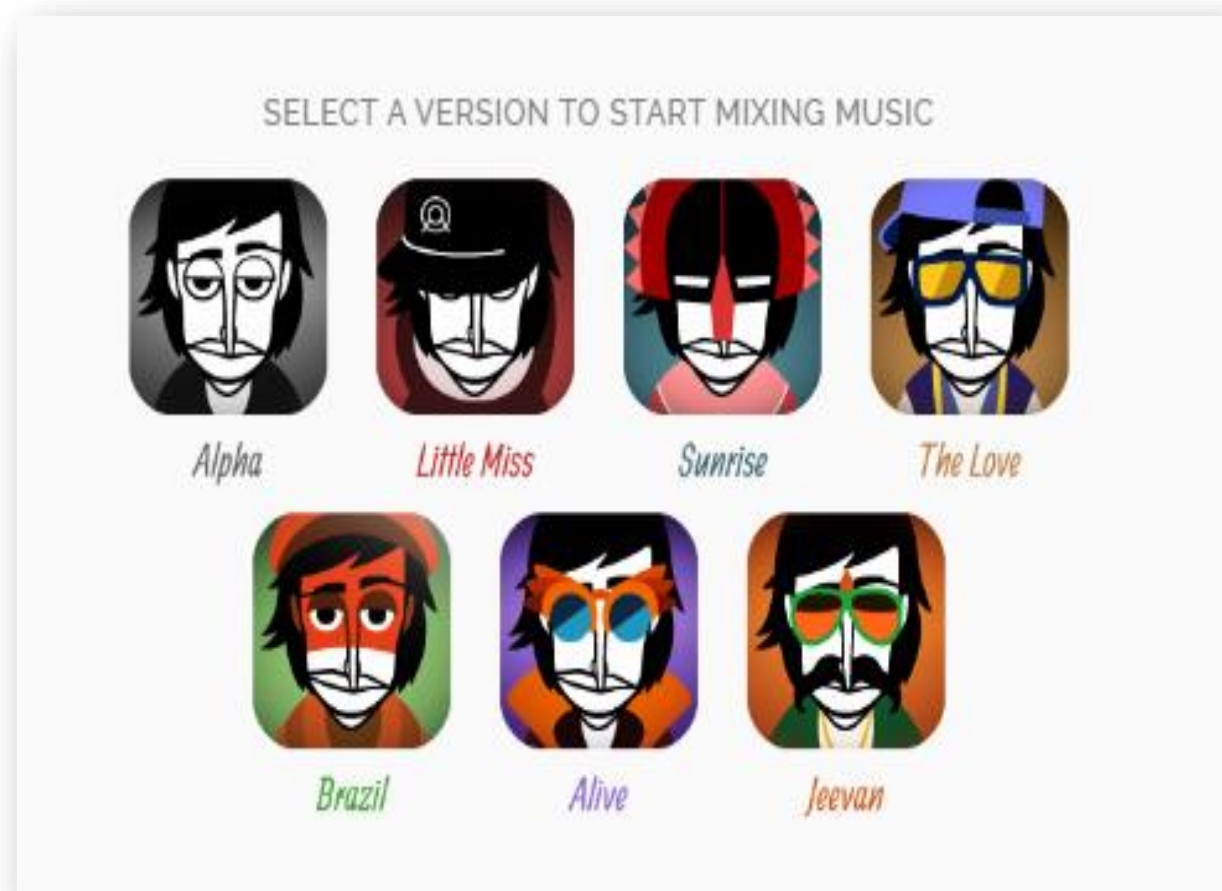 SELECT A VERSION TO START MIXING MUSIC
Alpha Little Miss Sunrise The Love
Brazil Alive Jeevan